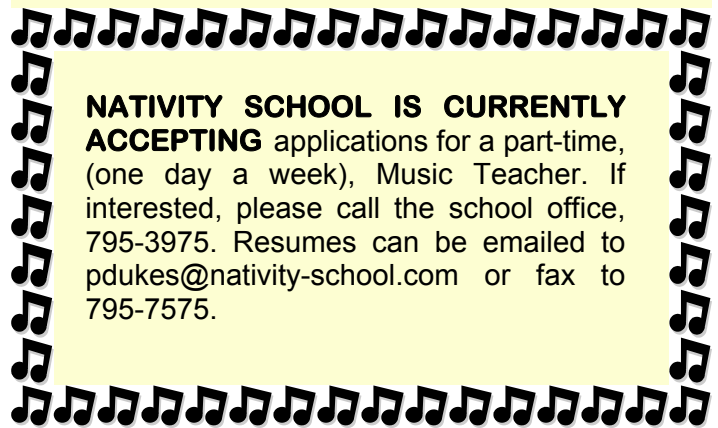 NATIVITY SCHOOL IS CURRENTLY
ACCEPTING applications for a part-time,
(one day a week), Music Teacher. If
interested, please call the school office,
795-3975. Resumes can be emailed to
pdukes@nativity-school.com or fax to
795-7575.